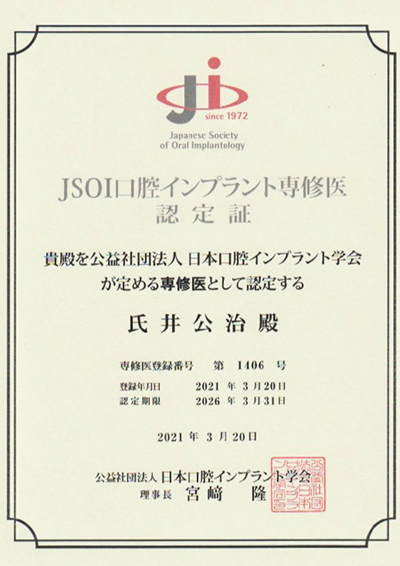 Ji
since 1972
Japanese Society
of Oral Implantology
JSOI口腔インプラント専修医
認定証
貴殿を公益社団法人 日本口腔インプラント学会
が定める専修医として認定する
氏井公治 殿
専修医登録番号 第 1406 号
登録年月日 2021 年 3 月 20日
認定期限 2026 年 3 月 31日
2021 年 3 月 20日
公益社団法人 日本口腔インプラント学会
理事長 宮﨑 隆